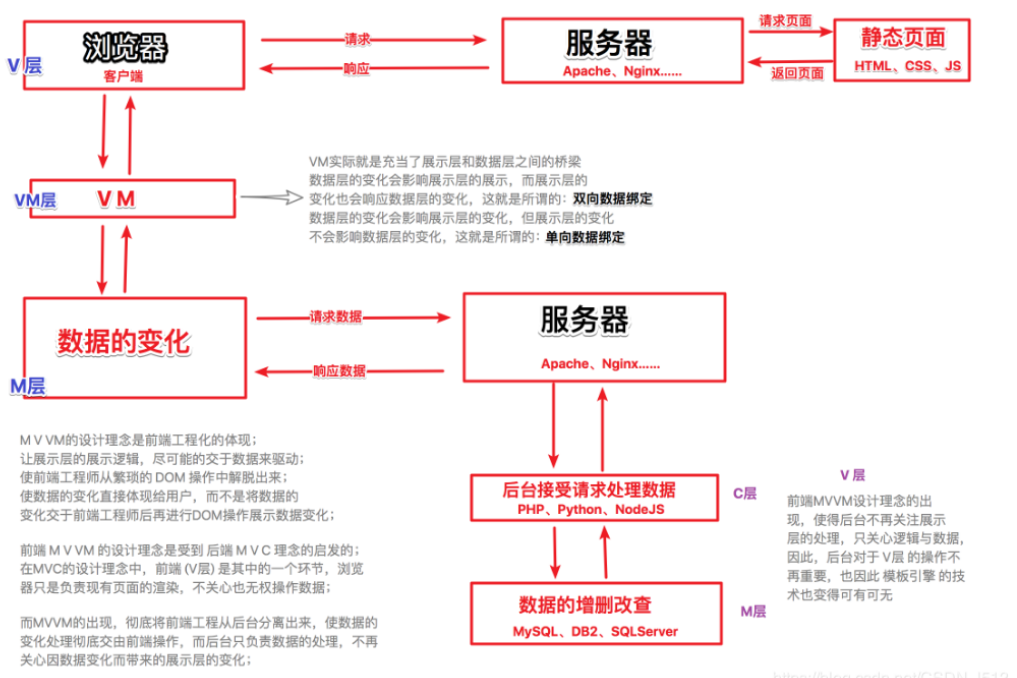 浏览器
客户端
V 层
请求
响应
服务器
Apache、Nginx……
请求页面
返回页面
静态页面
HTML、CSS、JS
VM层
V M
VM实际就是充当了展示层和数据层之间的桥梁
数据层的变化会影响展示层的展示，而展示层的
变化也会响应数据层的变化，这就是所谓的：双向数据绑定
数据层的变化会影响展示层的变化，但展示层的变化
不会影响数据层的变化，这就是所谓的：单向数据绑定
数据的变化
M层
请求数据
响应数据
服务器
Apache、Nginx……
M V VM的设计理念是前端工程化的体现；
让展示层的展示逻辑，尽可能的交于数据来驱动；
使前端工程师从繁琐的 DOM 操作中解脱出来；
使数据的变化直接体现给用户，而不是将数据的
变化交于前端工程师后再进行DOM操作展示数据变化；
前端 M V VM 的设计理念是受到 后端 M V C 理念的启发的；
在MVC的设计理念中，前端 (V层) 是其中的一个环节，浏览
器只是负责现有页面的渲染，不关心也无权操作数据；
而MVVM的出现，彻底将前端工程从后台分离出来，使数据的
变化处理彻底交由前端操作，而后台只负责数据的处理，不再
关心因数据变化而带来的展示层的变化；
后台接受请求处理数据
PHP、Python、NodeJS
C层
数据的增删改查
MySQL、DB2、SQLServer
M层
V 层
前端MVVM设计理念的出
现，使得后台不再关注展示
层的处理，只关心逻辑与数据，
因此，后台对于 V层 的操作不
再重要，也因此 模板引擎 的技
术也变得可有可无